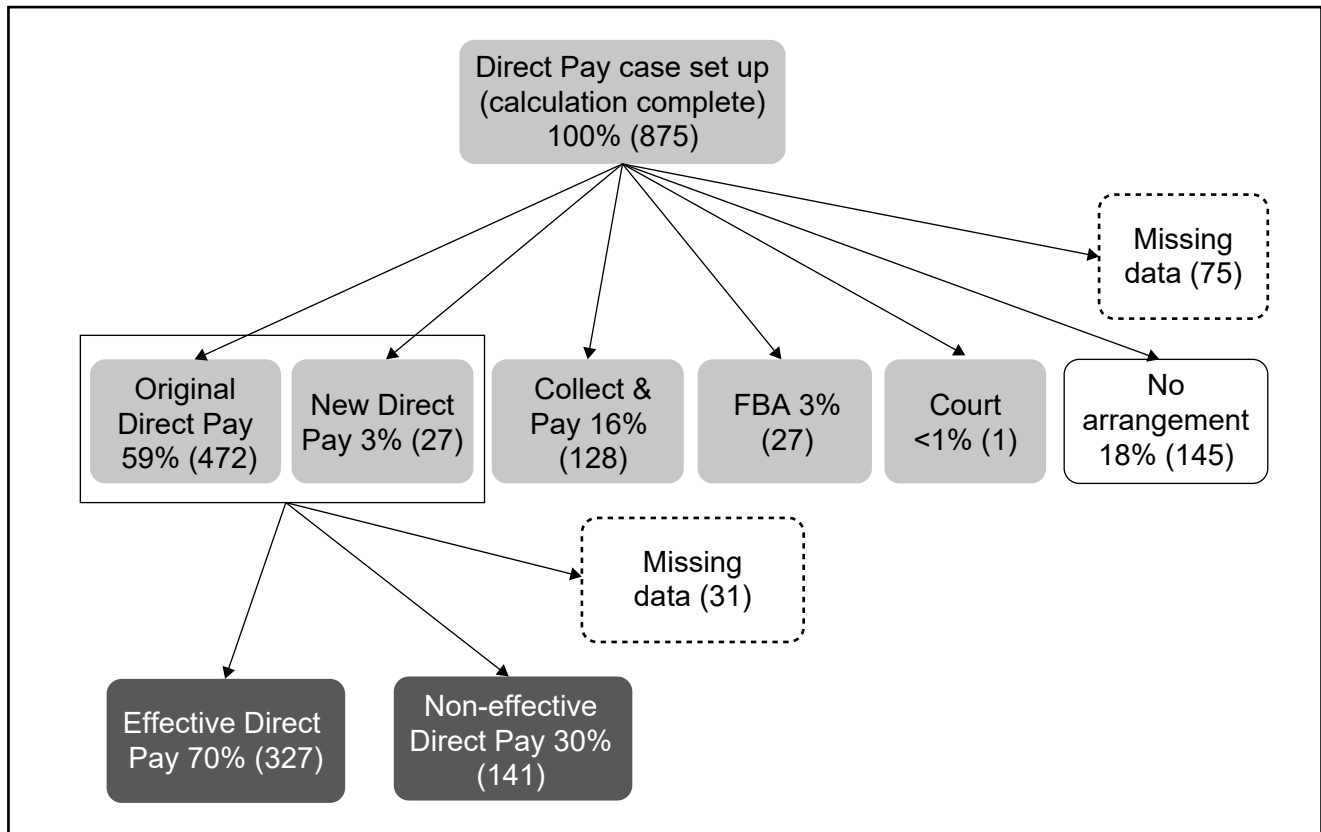 Direct Pay case set up
(calculation complete)
100% (875)
Missing
data (75)
Original
Direct Pay
59% (472)
New Direct
Pay 3% (27)
Collect &
Pay 16%
(128)
FBA 3%
(27)
Court
<1% (1)
No
arrangement
18% (145)
Missing
data (31)
Effective Direct
Pay 70% (327)
Non-effective
Direct Pay 30%
(141)